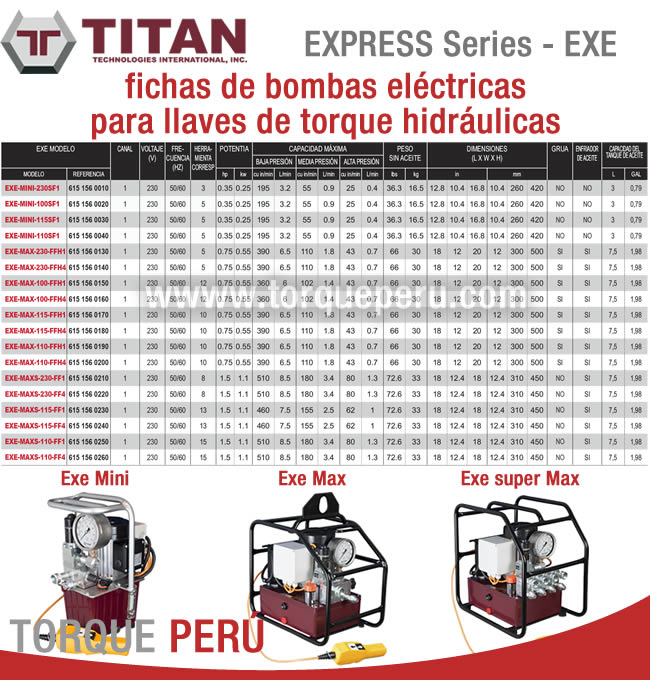 TITAN
TECHNOLOGIES INTERNATIONAL, INC.
EXPRESS Series - EXE
fichas de bombas eléctricas
para llaves de torque hidráulicas
EXE MODELO CANAL VOLTAJE (V) FRE-CUENCIA (HZ) HERRA-MIENTA CORRESP POTENTIA CAPACIDAD MÁXIMA PESO SIN ACEITE DIMENSIONES (L X W X H) GRUA ENFRIADOR DE ACEITE CAPACIDAD DEL TANQUE DE ACEITE
BAJA PRESIÓN MEDIA PRESIÓN ALTA PRESIÓN
MODELO REFERENCIA hp kw cu in/min L/min cu in/min L/min cu in/min L/min lbs kg in mm L GAL
EXE-MINI-230SF1 615 156 0010 1 230 50/60 3 0.35 0.25 195 3.2 55 0.9 25 0.4 36.3 16.5 12.8 10.4 16.8 10.4 260 420 NO NO 3 0,79
EXE-MINI-100SF1 615 156 0020 1 230 50/60 5 0.35 0.25 195 3.2 55 0.9 25 0.4 36.3 16.5 12.8 10.4 16.8 10.4 260 420 NO NO 3 0,79
EXE-MINI-115SF1 615 156 0030 1 230 50/60 5 0.35 0.25 195 3.2 55 0.9 25 0.4 36.3 16.5 12.8 10.4 16.8 10.4 260 420 NO NO 3 0,79
EXE-MINI-110SF1 615 156 0040 1 230 50/60 5 0.35 0.25 195 3.2 55 0.9 25 0.4 36.3 16.5 12.8 10.4 16.8 10.4 260 420 NO NO 3 0,79
EXE-MAX-230-FFH1 615 156 0130 1 230 50/60 5 0.75 0.55 390 6.5 110 1.8 43 0.7 66 30 18 12 20 12 300 500 SI SI 7,5 1,98
EXE-MAX-230-FFH4 615 156 0140 1 230 50/60 5 0.75 0.55 390 6.5 110 1.8 43 0.7 66 30 18 12 20 12 300 500 SI SI 7,5 1,98
EXE-MAX-100-FFH1 615 156 0150 1 230 50/60 0.75 0.55 360 6 102 1.4 43 0.7 66 30 18 12 20 12 300 500 SI SI 7,5 1,98
EXE-MAX-100-FFH4 615 156 0160 1 230 50/60 12 0.75 0.55 360 6 102 1.4 43 0.7 66 30 18 12 20 12 300 500 SI SI 7,5 1,98
EXE-MAX-115-FFH1 615 156 0170 1 230 50/60 10 0.75 0.55 390 6.5 110 1.8 43 0.7 66 30 18 12 20 12 300 500 SI SI 7,5 1,98
EXE-MAX-115-FFH4 615 156 0180 1 230 50/60 10 0.75 0.55 390 6.5 110 1.8 43 0.7 66 30 18 12 20 12 300 500 SI SI 7,5 1,98
EXE-MAX-110-FFH1 615 156 0190 1 230 50/60 10 0.75 0.55 390 6.5 110 1.8 43 0.7 66 30 18 12 20 12 300 500 SI SI 7,5 1,98
EXE-MAX-110-FFH4 615 156 0200 1 230 50/60 10 0.75 0.55 390 6.5 110 1.8 43 0.7 66 30 18 12 20 12 300 500 SI SI 7,5 1,98
EXE-MAXS-230-FF1 615 156 0210 1 230 50/60 8 1.5 1.1 510 8.5 180 3.4 80 1.3 72.6 33 18 12.4 18 12.4 310 450 NO SI 7,5 1,98
EXE-MAXS-230-FF4 615 156 0220 1 230 50/60 8 1.5 1.1 510 8.5 180 3.4 80 1.3 72.6 33 18 12.4 18 12.4 310 450 NO SI 7,5 1,98
EXE-MAXS-115-FF1 615 156 0230 1 230 50/60 13 1.5 1.1 460 7.5 155 2.5 62 1 72.6 33 18 12.4 18 12.4 310 450 NO SI 7,5 1,98
EXE-MAXS-115-FF4 615 156 0240 1 230 50/60 13 1.5 1.1 460 7.5 155 2.5 62 1 72.6 33 18 12.4 18 12.4 310 450 NO SI 7,5 1,98
EXE-MAXS-110-FF1 615 156 0250 1 230 50/60 15 1.5 1.1 510 8.5 180 3.4 80 1.3 72.6 33 18 12.4 18 12.4 310 450 NO SI 7,5 1,98
EXE-MAXS-110-FF4 615 156 0260 1 230 50/60 15 1.5 1.1 510 8.5 180 3.4 80 1.3 72.6 33 18 12.4 18 12.4 310 450 NO SI 7,5 1,98
www.torqueperu.com
Exe Mini Exe Max Exe super Max
TORQUE PERÚ